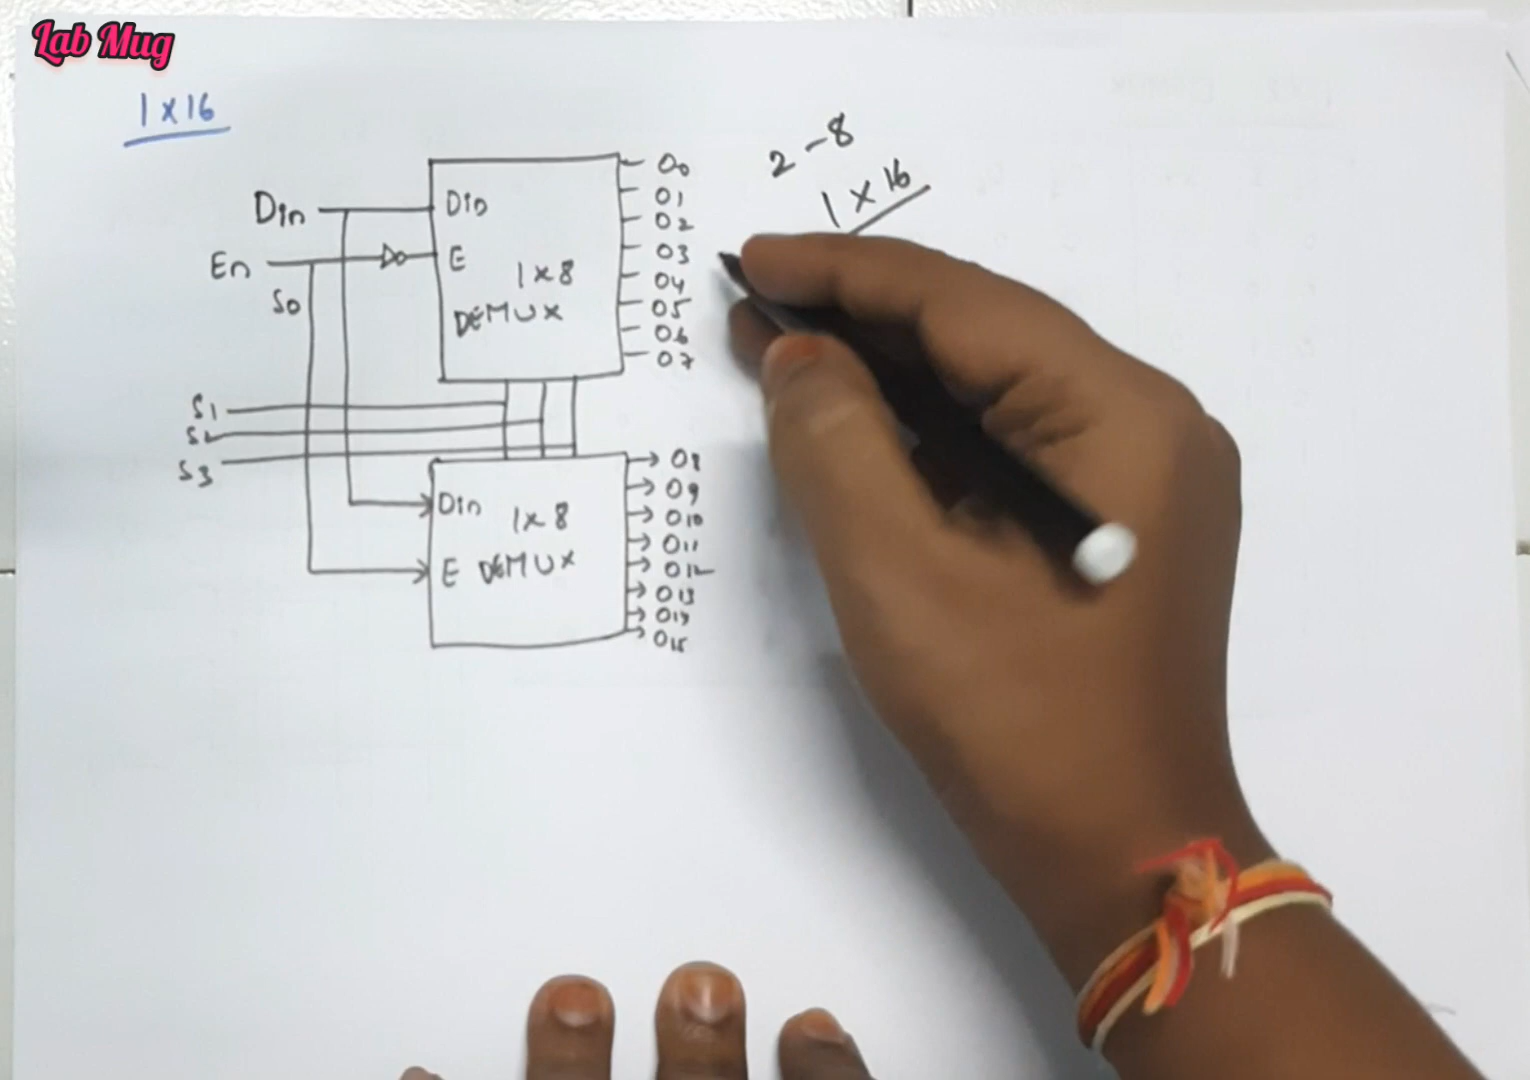 Lab Mug
1x16
Din
En
S0
S1
S2
S3
Din
E
1x8
DEMUX
O0
O1
O2
O3
O4
O5
O6
O7
2-8
1x16
Din 1x8
E DEMUX
O8
O9
O10
O11
O12
O13
O14
O15